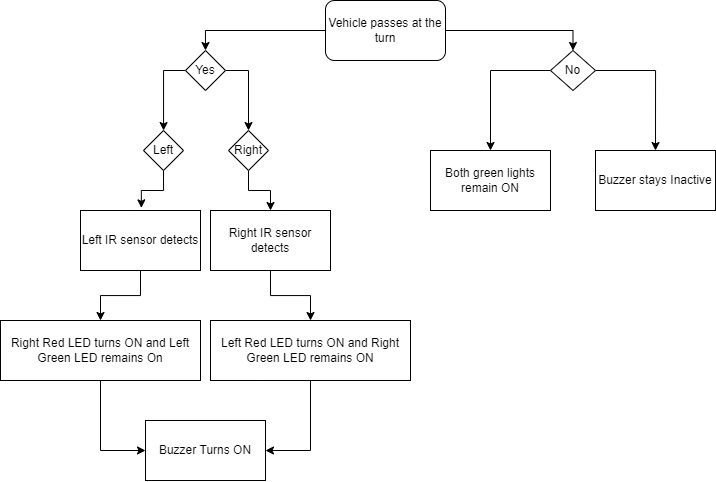 Vehicle passes at the
turn
Yes
No
Left
Right
Both green lights
remain ON
Buzzer stays Inactive
Left IR sensor detects
Right IR sensor
detects
Right Red LED turns ON and Left
Green LED remains On
Left Red LED turns ON and Right
Green LED remains ON
Buzzer Turns ON